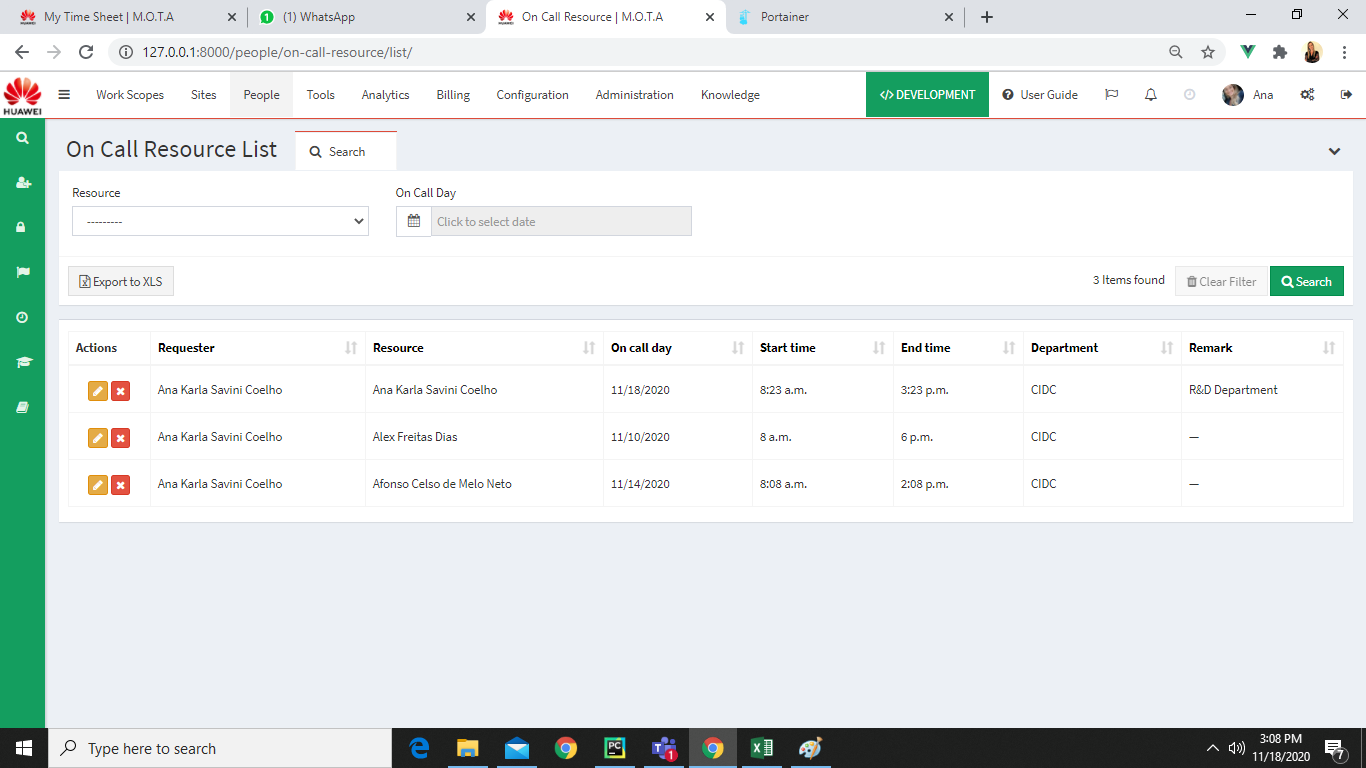 My Time Sheet | M.O.T.A
(1) WhatsApp
On Call Resource | M.O.T.A
Portainer
127.0.0.1:8000/people/on-call-resource/list/
HUAWEI
Work Scopes Sites People Tools Analytics Billing Configuration Administration Knowledge
</> DEVELOPMENT User Guide Ana
On Call Resource List
Search
Resource On Call Day
--------- Click to select date
Export to XLS 3 Items found Clear Filter Search
Actions Requester Resource On call day Start time End time Department Remark
Ana Karla Savini Coelho Ana Karla Savini Coelho 11/18/2020 8:23 a.m. 3:23 p.m. CIDC R&D Department
Ana Karla Savini Coelho Alex Freitas Dias 11/10/2020 8 a.m. 6 p.m. CIDC —
Ana Karla Savini Coelho Afonso Celso de Melo Neto 11/14/2020 8:08 a.m. 2:08 p.m. CIDC —
Type here to search
PC
1
3:08 PM
11/18/2020
7